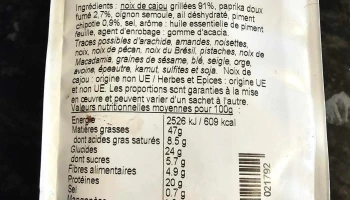 Ingrédients : noix de cajou grillées 91%, paprika doux
fumé 2,7%, oignon semoule, ail déshydraté, piment
chipotle 0,9%, sel, arôme : huile essentielle de piment
feuille, agent d'enrobage : gomme d'acacia.
Traces possibles d'arachide, amandes, noisettes,
noix, noix de pécan, noix du Brésil, pistaches, noix de
Macadamia, graines de sésame, blé, seigle, orge,
avoine, épeautre, kamut, sulfites et soja. Noix de
cajou : origine non UE / Herbes et Epices : origine UE
et non UE. Les proportions sont garanties à la mise
en œuvre et peuvent varier d'un sachet à l'autre.
Valeurs nutritionnelles moyennes pour 100g :
Energie 2526 kJ / 609 kcal
Matières grasses 47g
dont acides gras saturés 8.5 g
Glucides 24 g
dont sucres 5.7 g
Fibres alimentaires 4.9 g
Protéines 20 g
Sel 0.7 g
021792